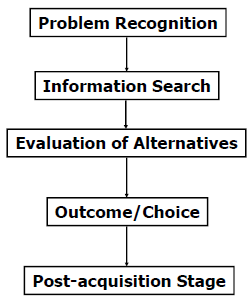 Problem Recognition
Information Search
Evaluation of Alternatives
Outcome/Choice
Post-acquisition Stage